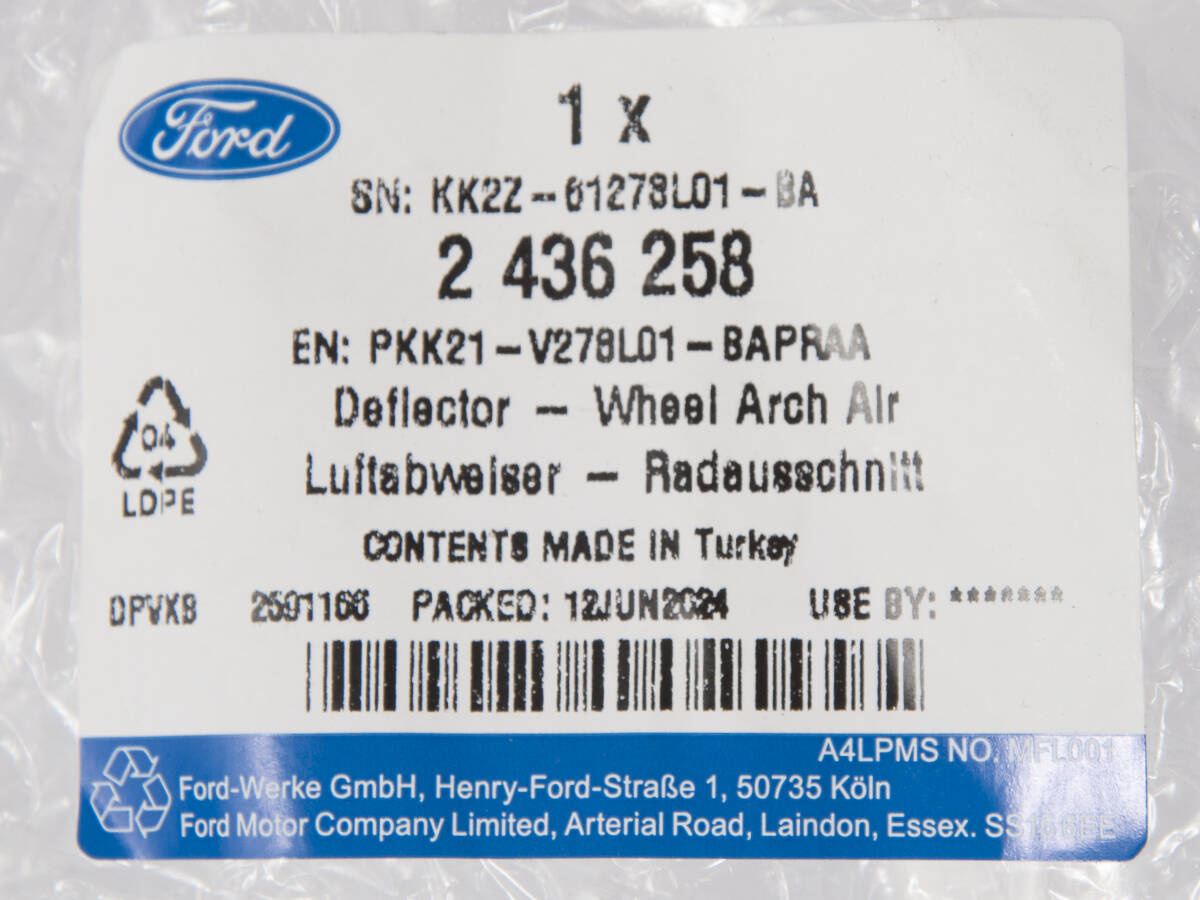 Ford
1 x
SN: KK2Z-61278L01-BA
2 436 258
EN: PKK21-V278L01-BAPRAA
Deflector - Wheel Arch Air
Luftabweiser - Radausschnitt
04
LDPE
CONTENTS MADE IN Turkey
DPVXB 2591166 PACKED: 12JUN2024 USE BY: *******
A4LPMS NO. MFL001
Ford-Werke GmbH, Henry-Ford-Straße 1, 50735 Köln
Ford Motor Company Limited, Arterial Road, Laindon, Essex. SS15 6EE